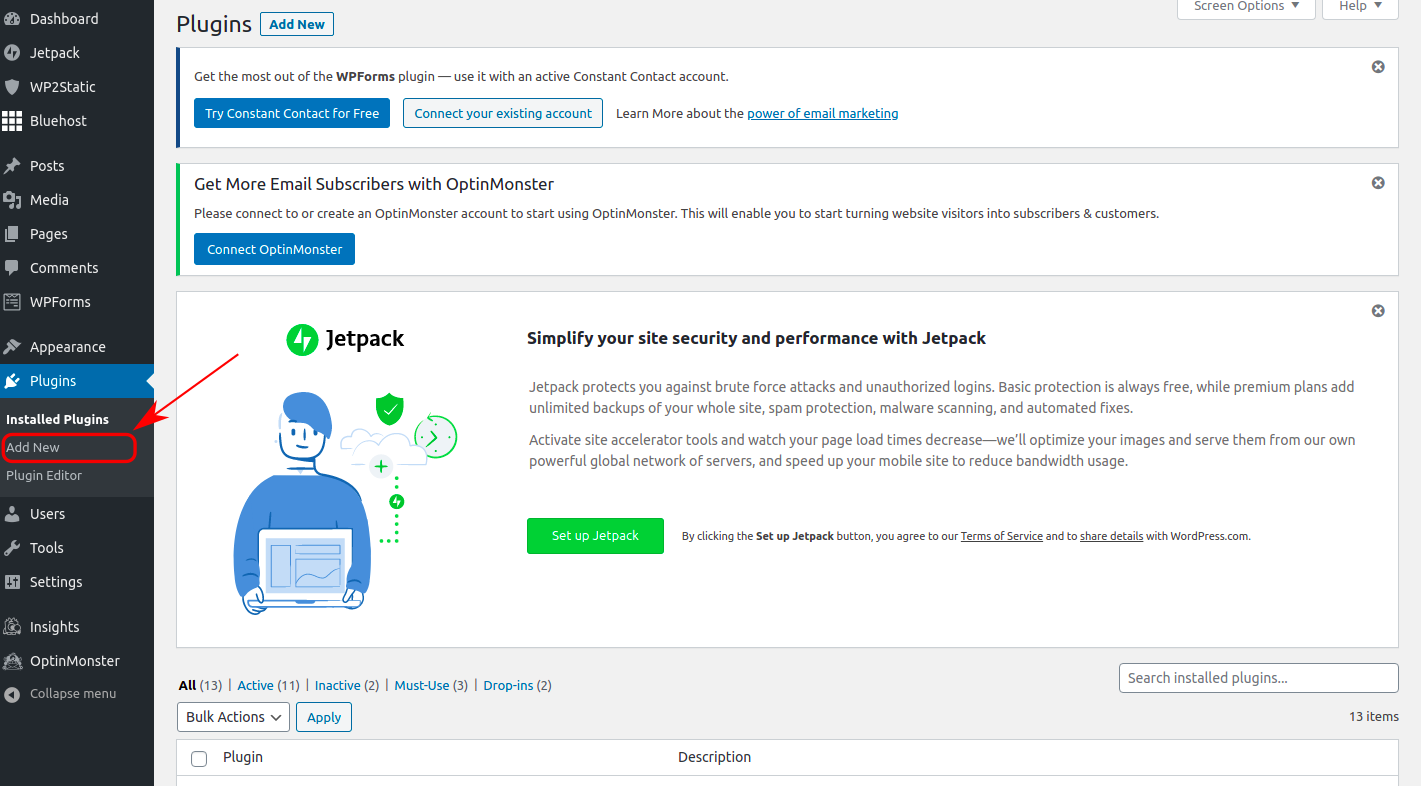 Dashboard
Jetpack
WP2Static
Bluehost
Posts
Media
Pages
Comments
WPForms
Appearance
Plugins
Installed Plugins
Add New
Plugin Editor
Users
Tools
Settings
Insights
OptinMonster
Collapse menu
Screen Options ▼
Help ▼
Plugins Add New
Get the most out of the WPForms plugin — use it with an active Constant Contact account.
Try Constant Contact for Free Connect your existing account Learn More about the power of email marketing
Get More Email Subscribers with OptinMonster
Please connect to or create an OptinMonster account to start using OptinMonster. This will enable you to start turning website visitors into subscribers & customers.
Connect OptinMonster
Jetpack
Simplify your site security and performance with Jetpack
Jetpack protects you against brute force attacks and unauthorized logins. Basic protection is always free, while premium plans add
unlimited backups of your whole site, spam protection, malware scanning, and automated fixes.
Activate site accelerator tools and watch your page load times decrease—we’ll optimize your images and serve them from our own
powerful global network of servers, and speed up your mobile site to reduce bandwidth usage.
Set up Jetpack By clicking the Set up Jetpack button, you agree to our Terms of Service and to share details with WordPress.com.
All (13) | Active (11) | Inactive (2) | Must-Use (3) | Drop-ins (2)
Search installed plugins...
Bulk Actions Apply
13 items
Plugin Description